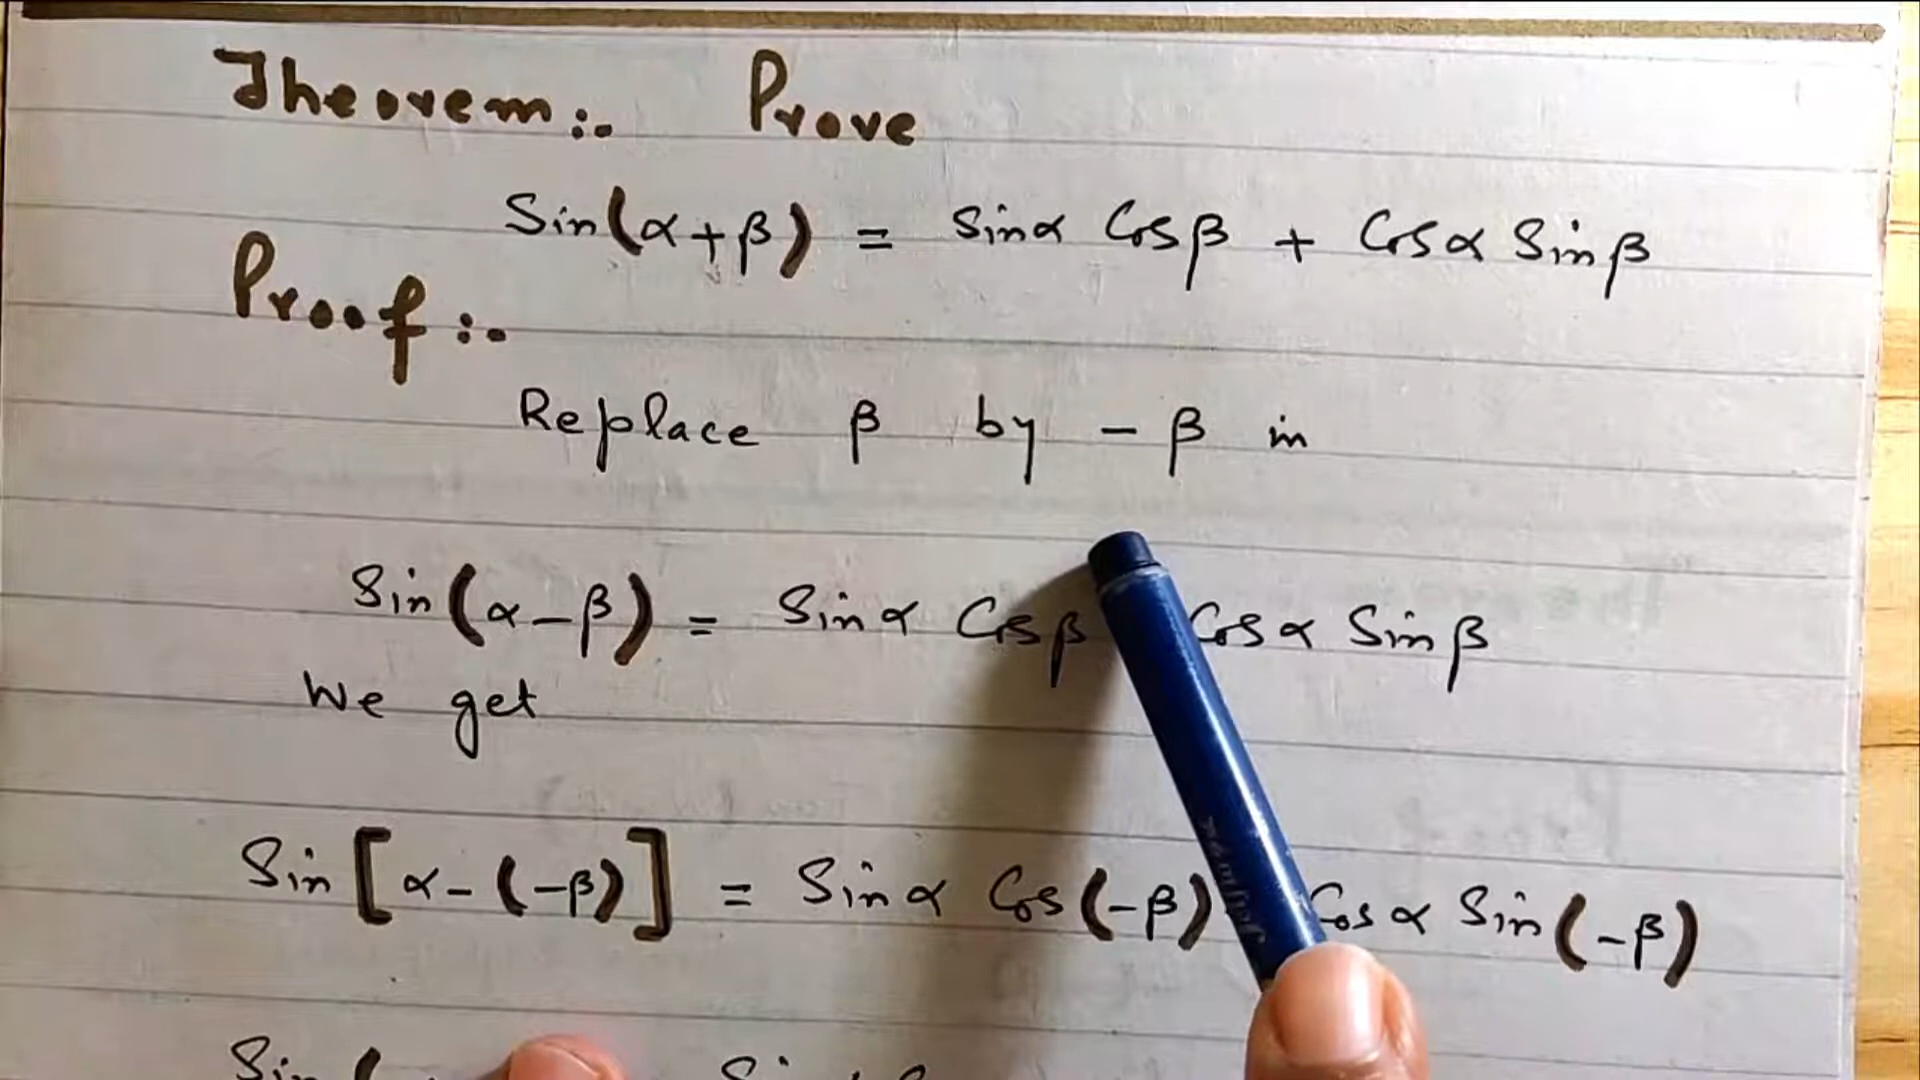 Theorem:- Prove
Sin(α+β) = Sinα Cosβ + Cosα Sinβ
Proof:-
Replace β by -β in
Sin(α-β) = Sinα Cosβ Cosα Sinβ
We get
Sin[α-(-β)] = Sinα Cos(-β) Cosα Sin(-β)
Sin(